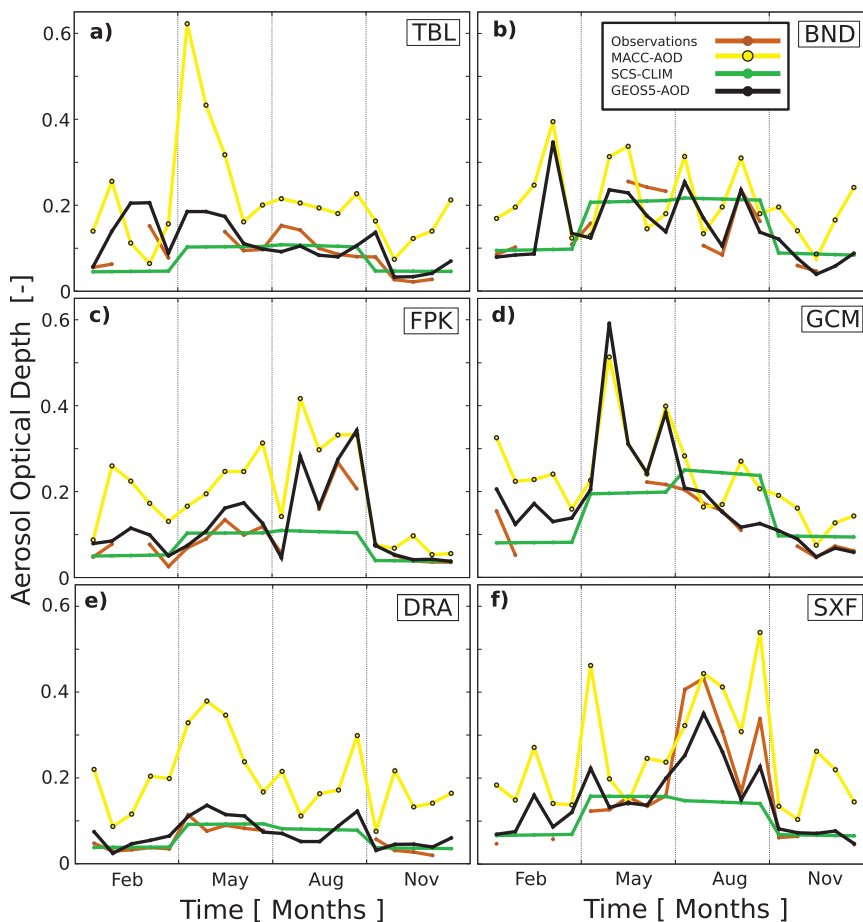 a)
TBL
b)
BND
Observations
MACC-AOD
SCS-CLIM
GEOS5-AOD
0.6
0.4
0.2
0
c)
FPK
d)
GCM
0.6
0.4
0.2
0
e)
DRA
f)
SXF
0.6
0.4
0.2
0
Aerosol Optical Depth [-]
Feb May Aug Nov
Feb May Aug Nov
Time [ Months ]
Time [ Months ]